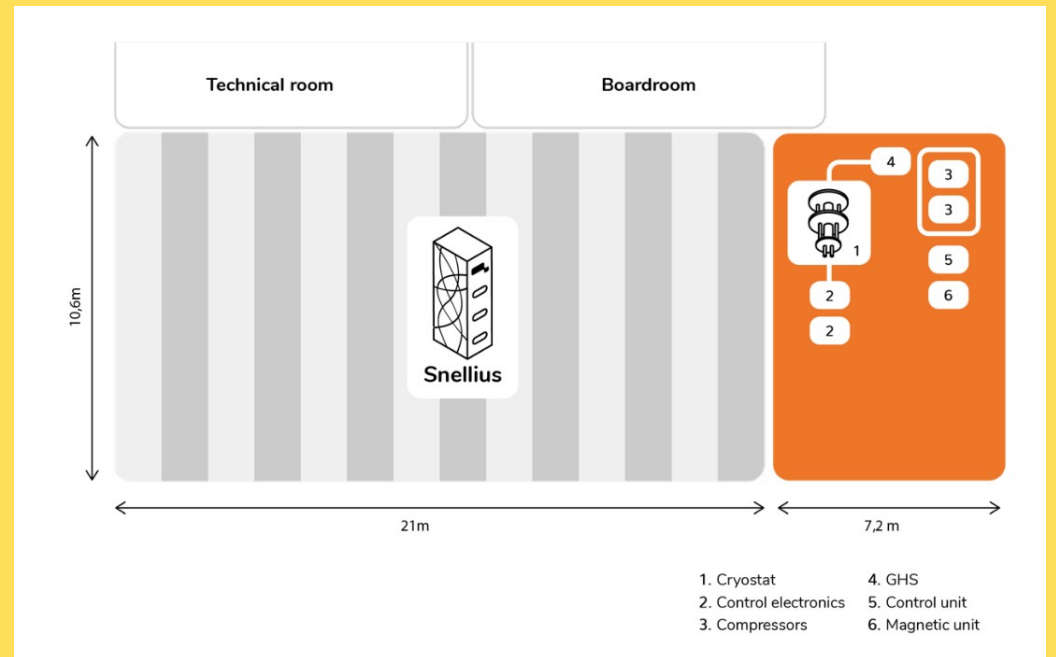 Technical room
Boardroom
4
3
3
1
5
2
6
2
10,6m
Snellius
21m
7,2 m
1. Cryostat
2. Control electronics
3. Compressors
4. GHS
5. Control unit
6. Magnetic unit